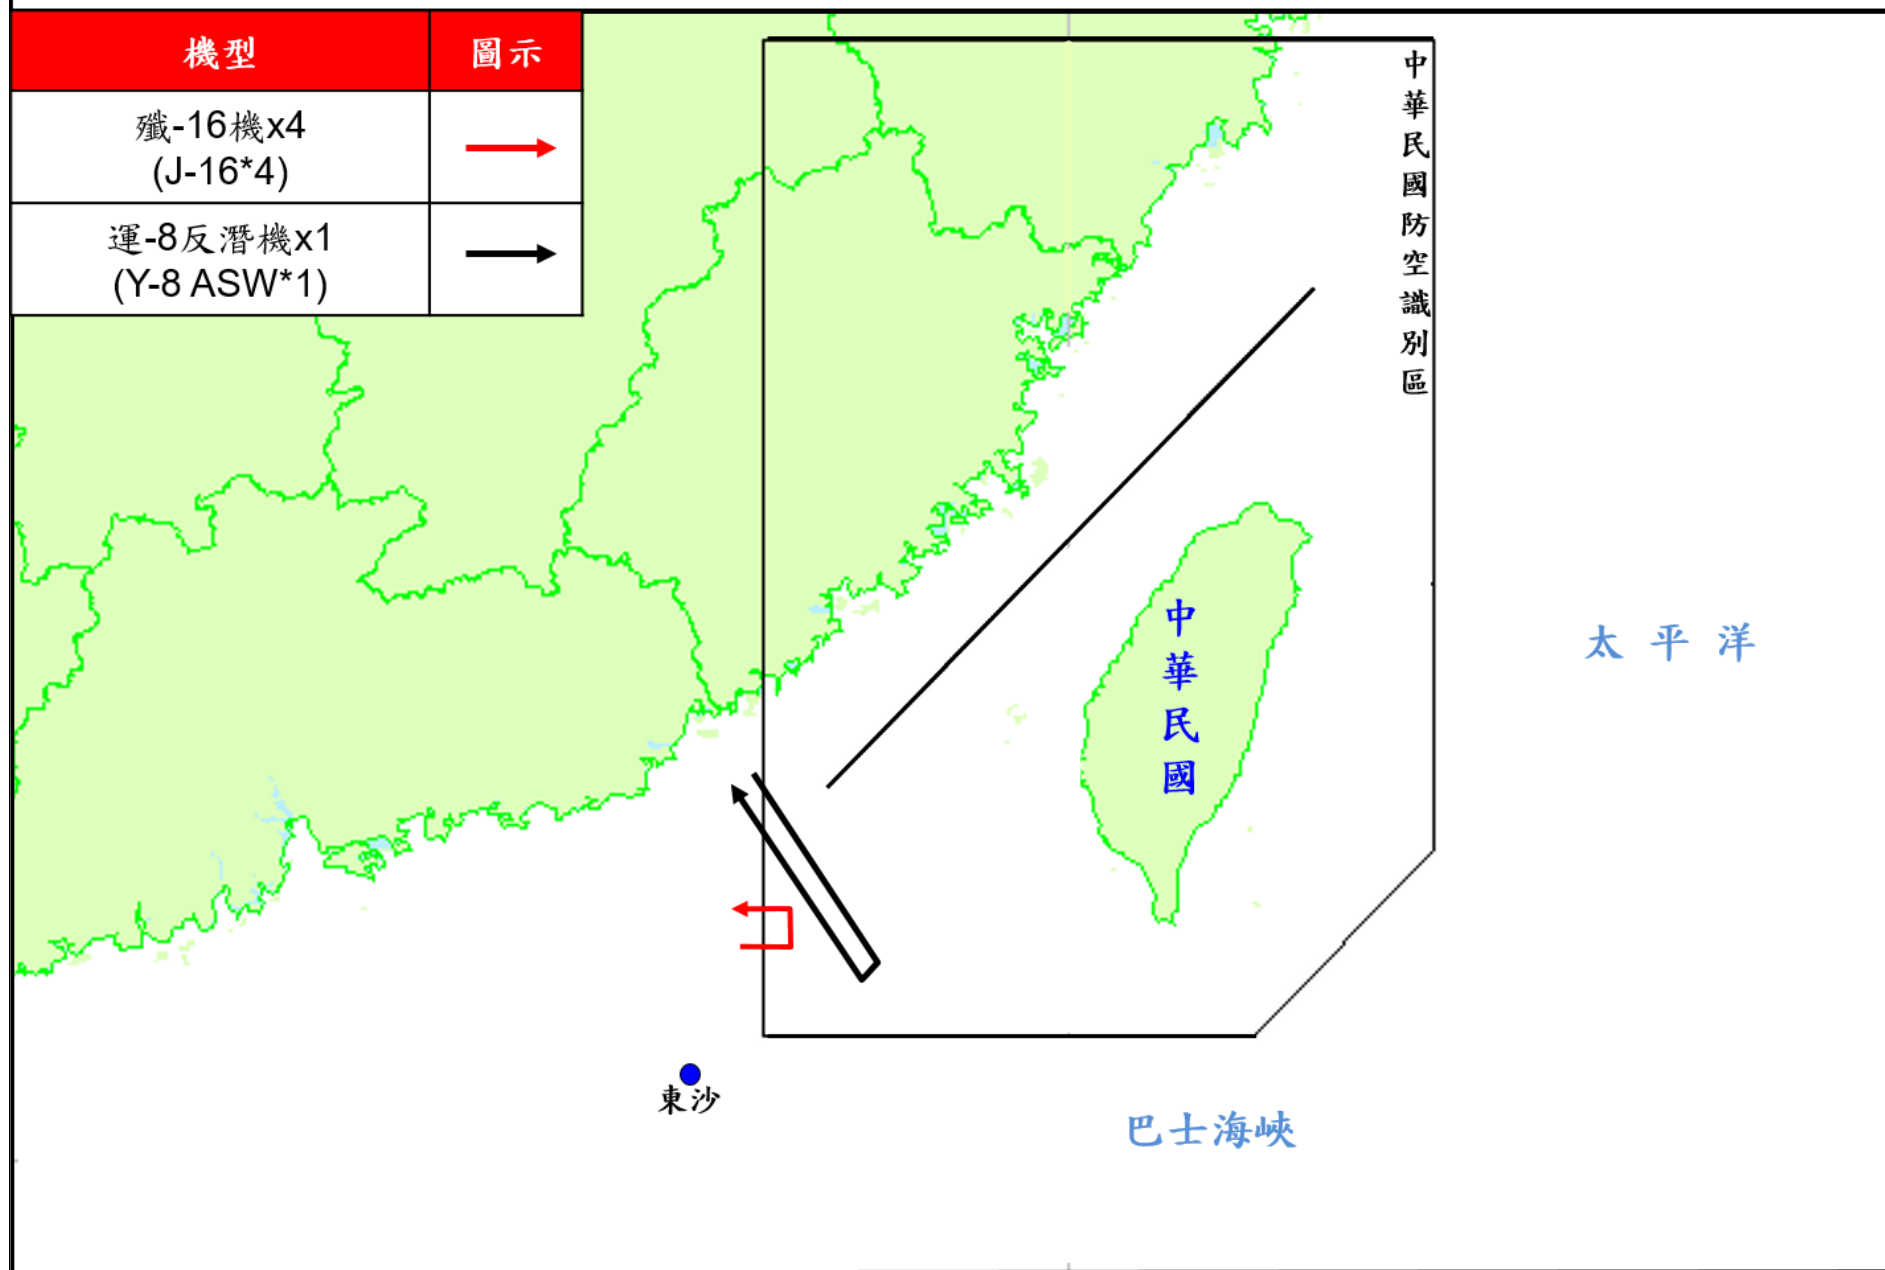 機型
圖示
殲-16機x4
(J-16*4)
運-8反潛機x1
(Y-8 ASW*1)
中華民國防空識別區
中華民國
太平洋
東沙
巴士海峽